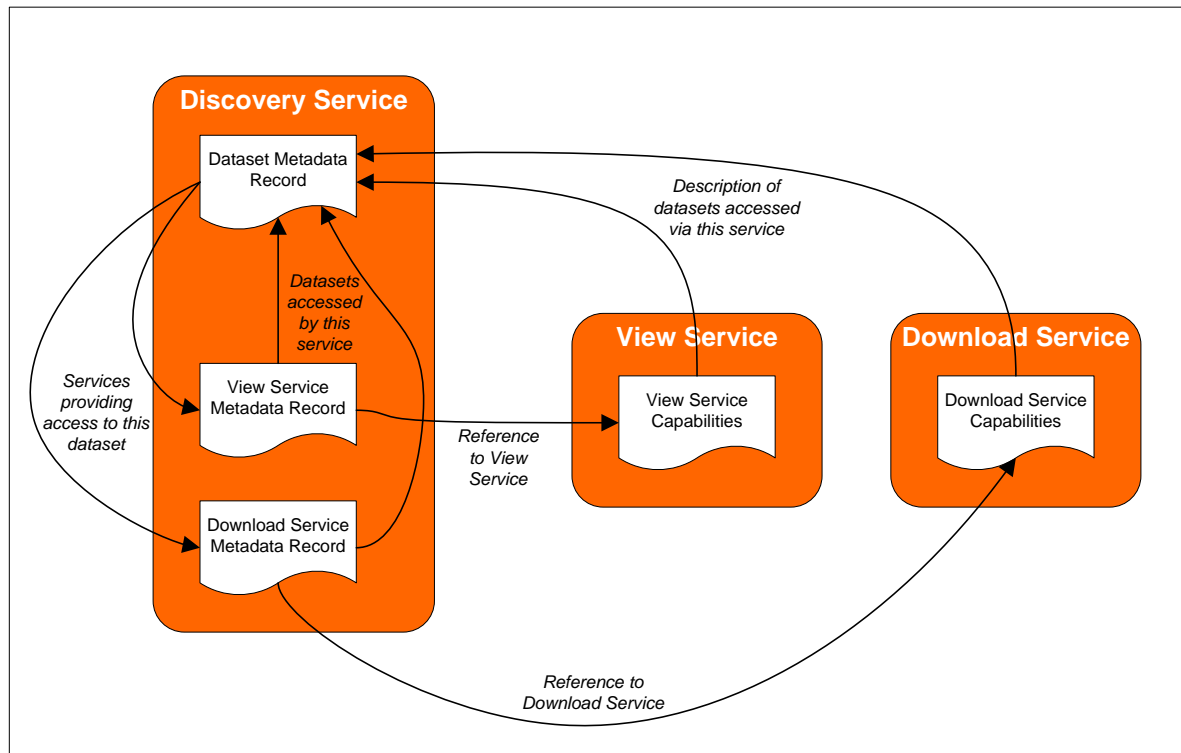 Discovery Service
Dataset Metadata
Record
Description of
datasets accessed
via this service
Datasets
accessed
by this
service
View Service
Download Service
View Service
Metadata Record
View Service
Capabilities
Download Service
Capabilities
Services
providing
access to this
dataset
Reference
to View
Service
Download Service
Metadata Record
Reference to
Download Service